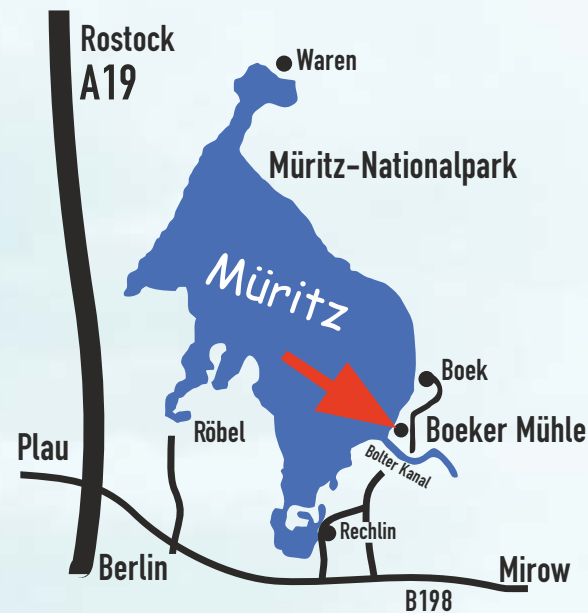 Rostock
A19
Waren
Müritz-Nationalpark
Müritz
Boek
Boeker Mühle
Röbel
Bolter Kanal
Plau
Rechlin
Berlin
Mirow
B198